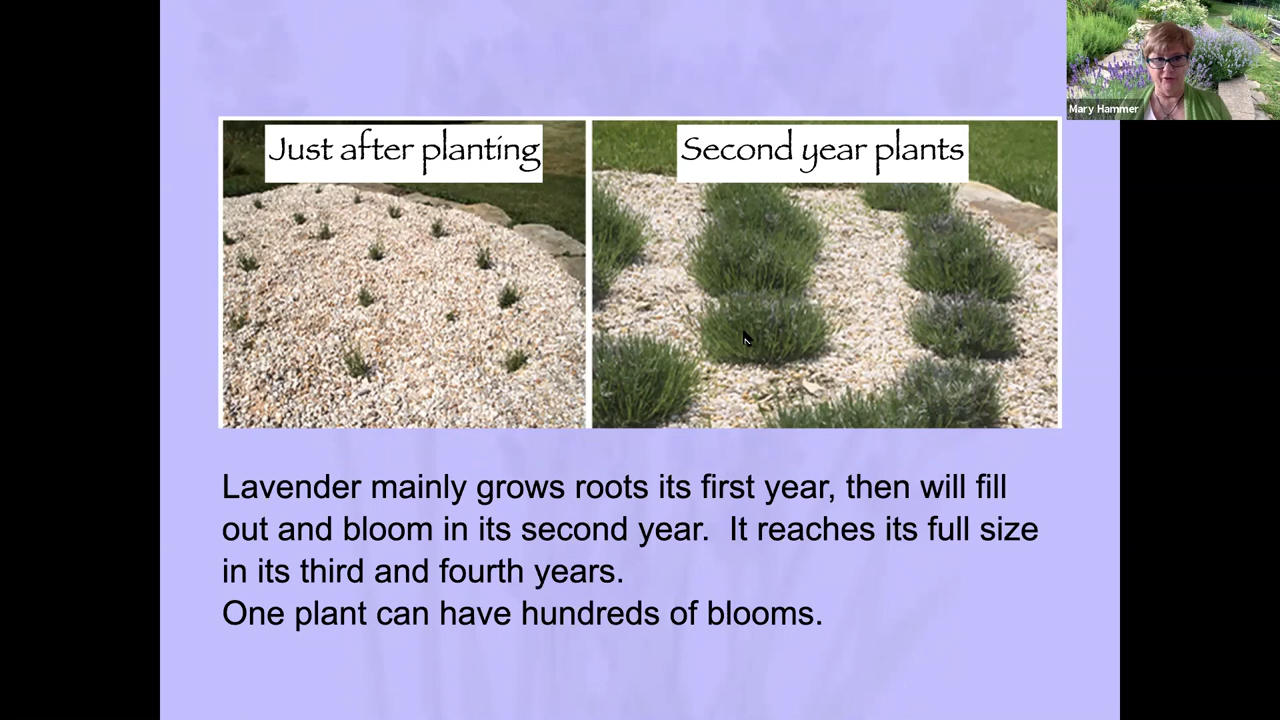 Mary Hammer
Just after planting
Second year plants
Lavender mainly grows roots its first year, then will fill
out and bloom in its second year.  It reaches its full size
in its third and fourth years.
One plant can have hundreds of blooms.